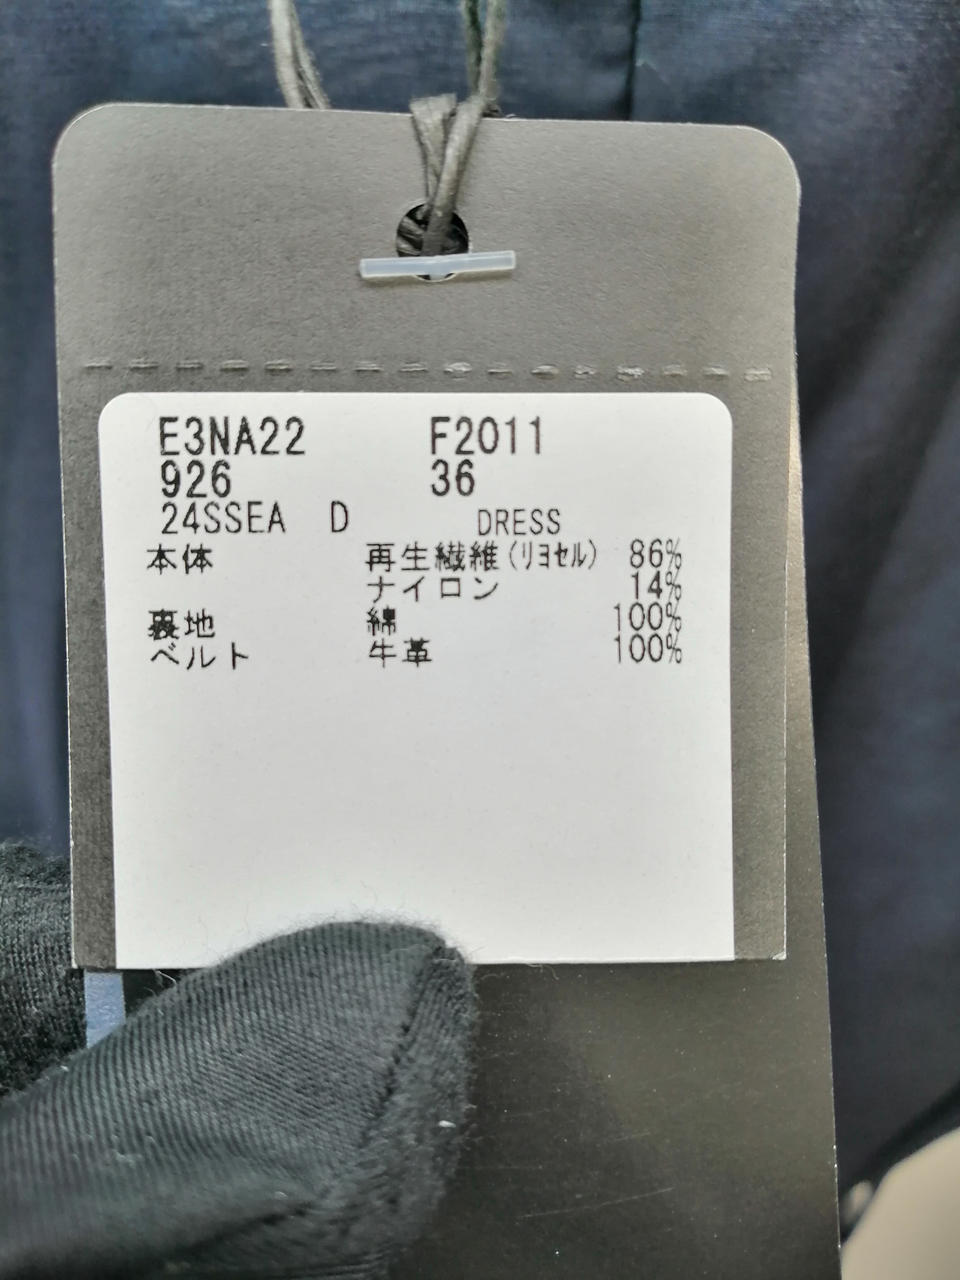 E3NA22 F2011
926 36
24SSEA D DRESS
本体 再生繊維(リヨセル) 86%
ナイロン 14%
裏地 綿 100%
ベルト 牛革 100%